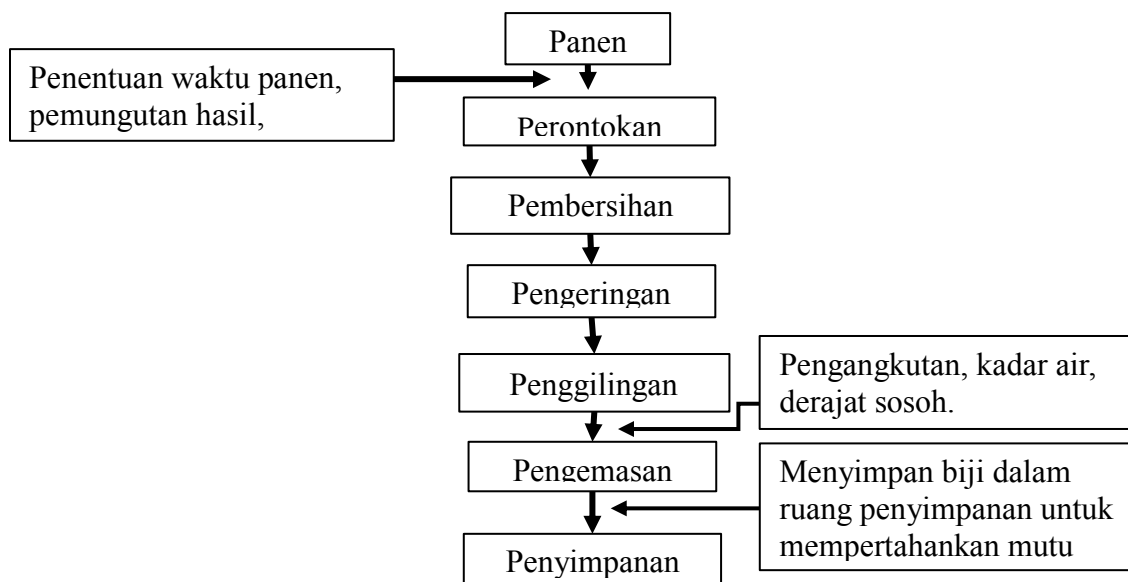 Panen
Penentuan waktu panen,
pemungutan hasil,
Perontokan
Pembersihan
Pengeringan
Penggilingan
Pengangkutan, kadar air,
derajat sosoh.
Pengemasan
Menyimpan biji dalam
ruang penyimpanan untuk
mempertahankan mutu
Penyimpanan